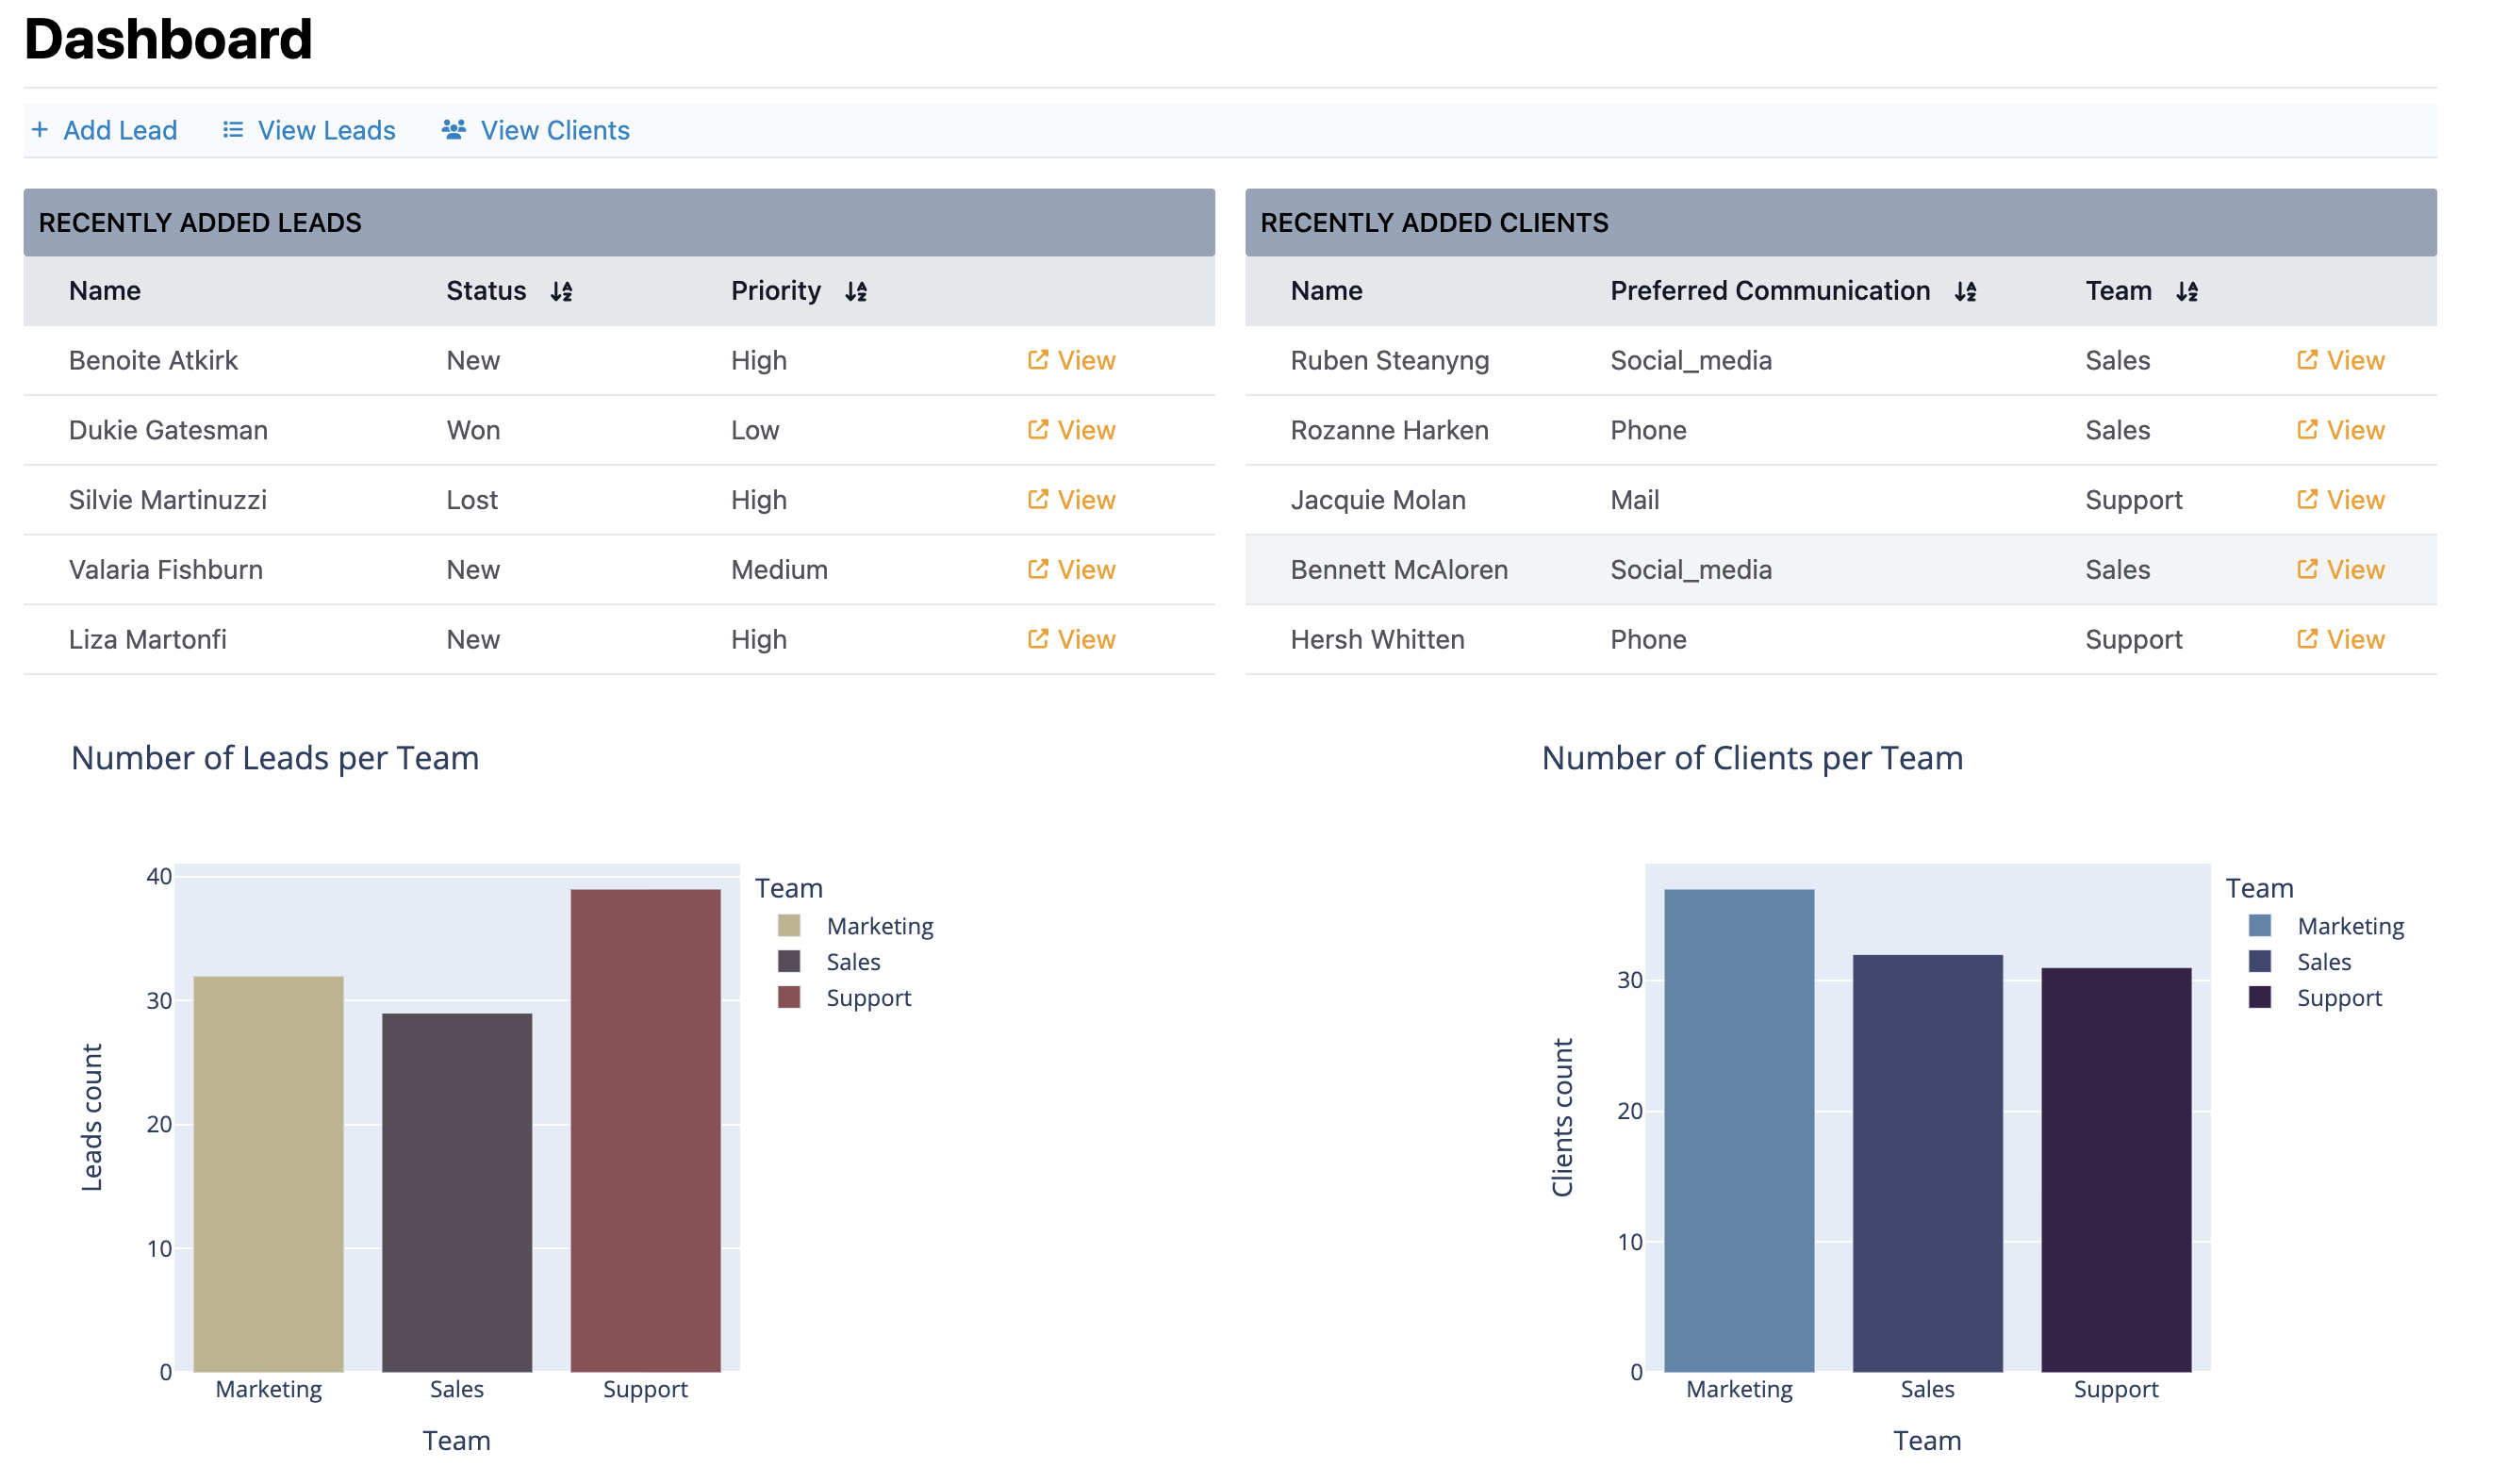 Dashboard
+ Add Lead View Leads View Clients
RECENTLY ADDED LEADS
Name Status Priority
Benoite Atkirk New High View
Dukie Gatesman Won Low View
Silvie Martinuzzi Lost High View
Valaria Fishburn New Medium View
Liza Martonfi New High View
RECENTLY ADDED CLIENTS
Name Preferred Communication Team
Ruben Steanyng Social_media Sales View
Rozanne Harken Phone Sales View
Jacquie Molan Mail Support View
Bennett McAloren Social_media Sales View
Hersh Whitten Phone Support View
Number of Leads per Team
40
30
20
10
0
Leads count
Marketing Sales Support
Team
Team
Marketing
Sales
Support
Number of Clients per Team
30
20
10
0
Clients count
Marketing Sales Support
Team
Team
Marketing
Sales
Support